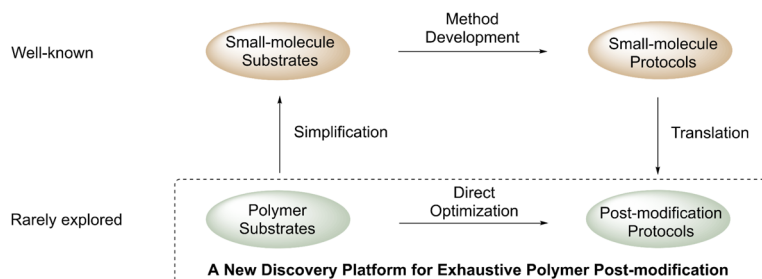 Well-known
Small-molecule
Substrates
Method
Development
Small-molecule
Protocols
Simplification
Translation
Rarely explored
Polymer
Substrates
Direct
Optimization
Post-modification
Protocols
A New Discovery Platform for Exhaustive Polymer Post-modification